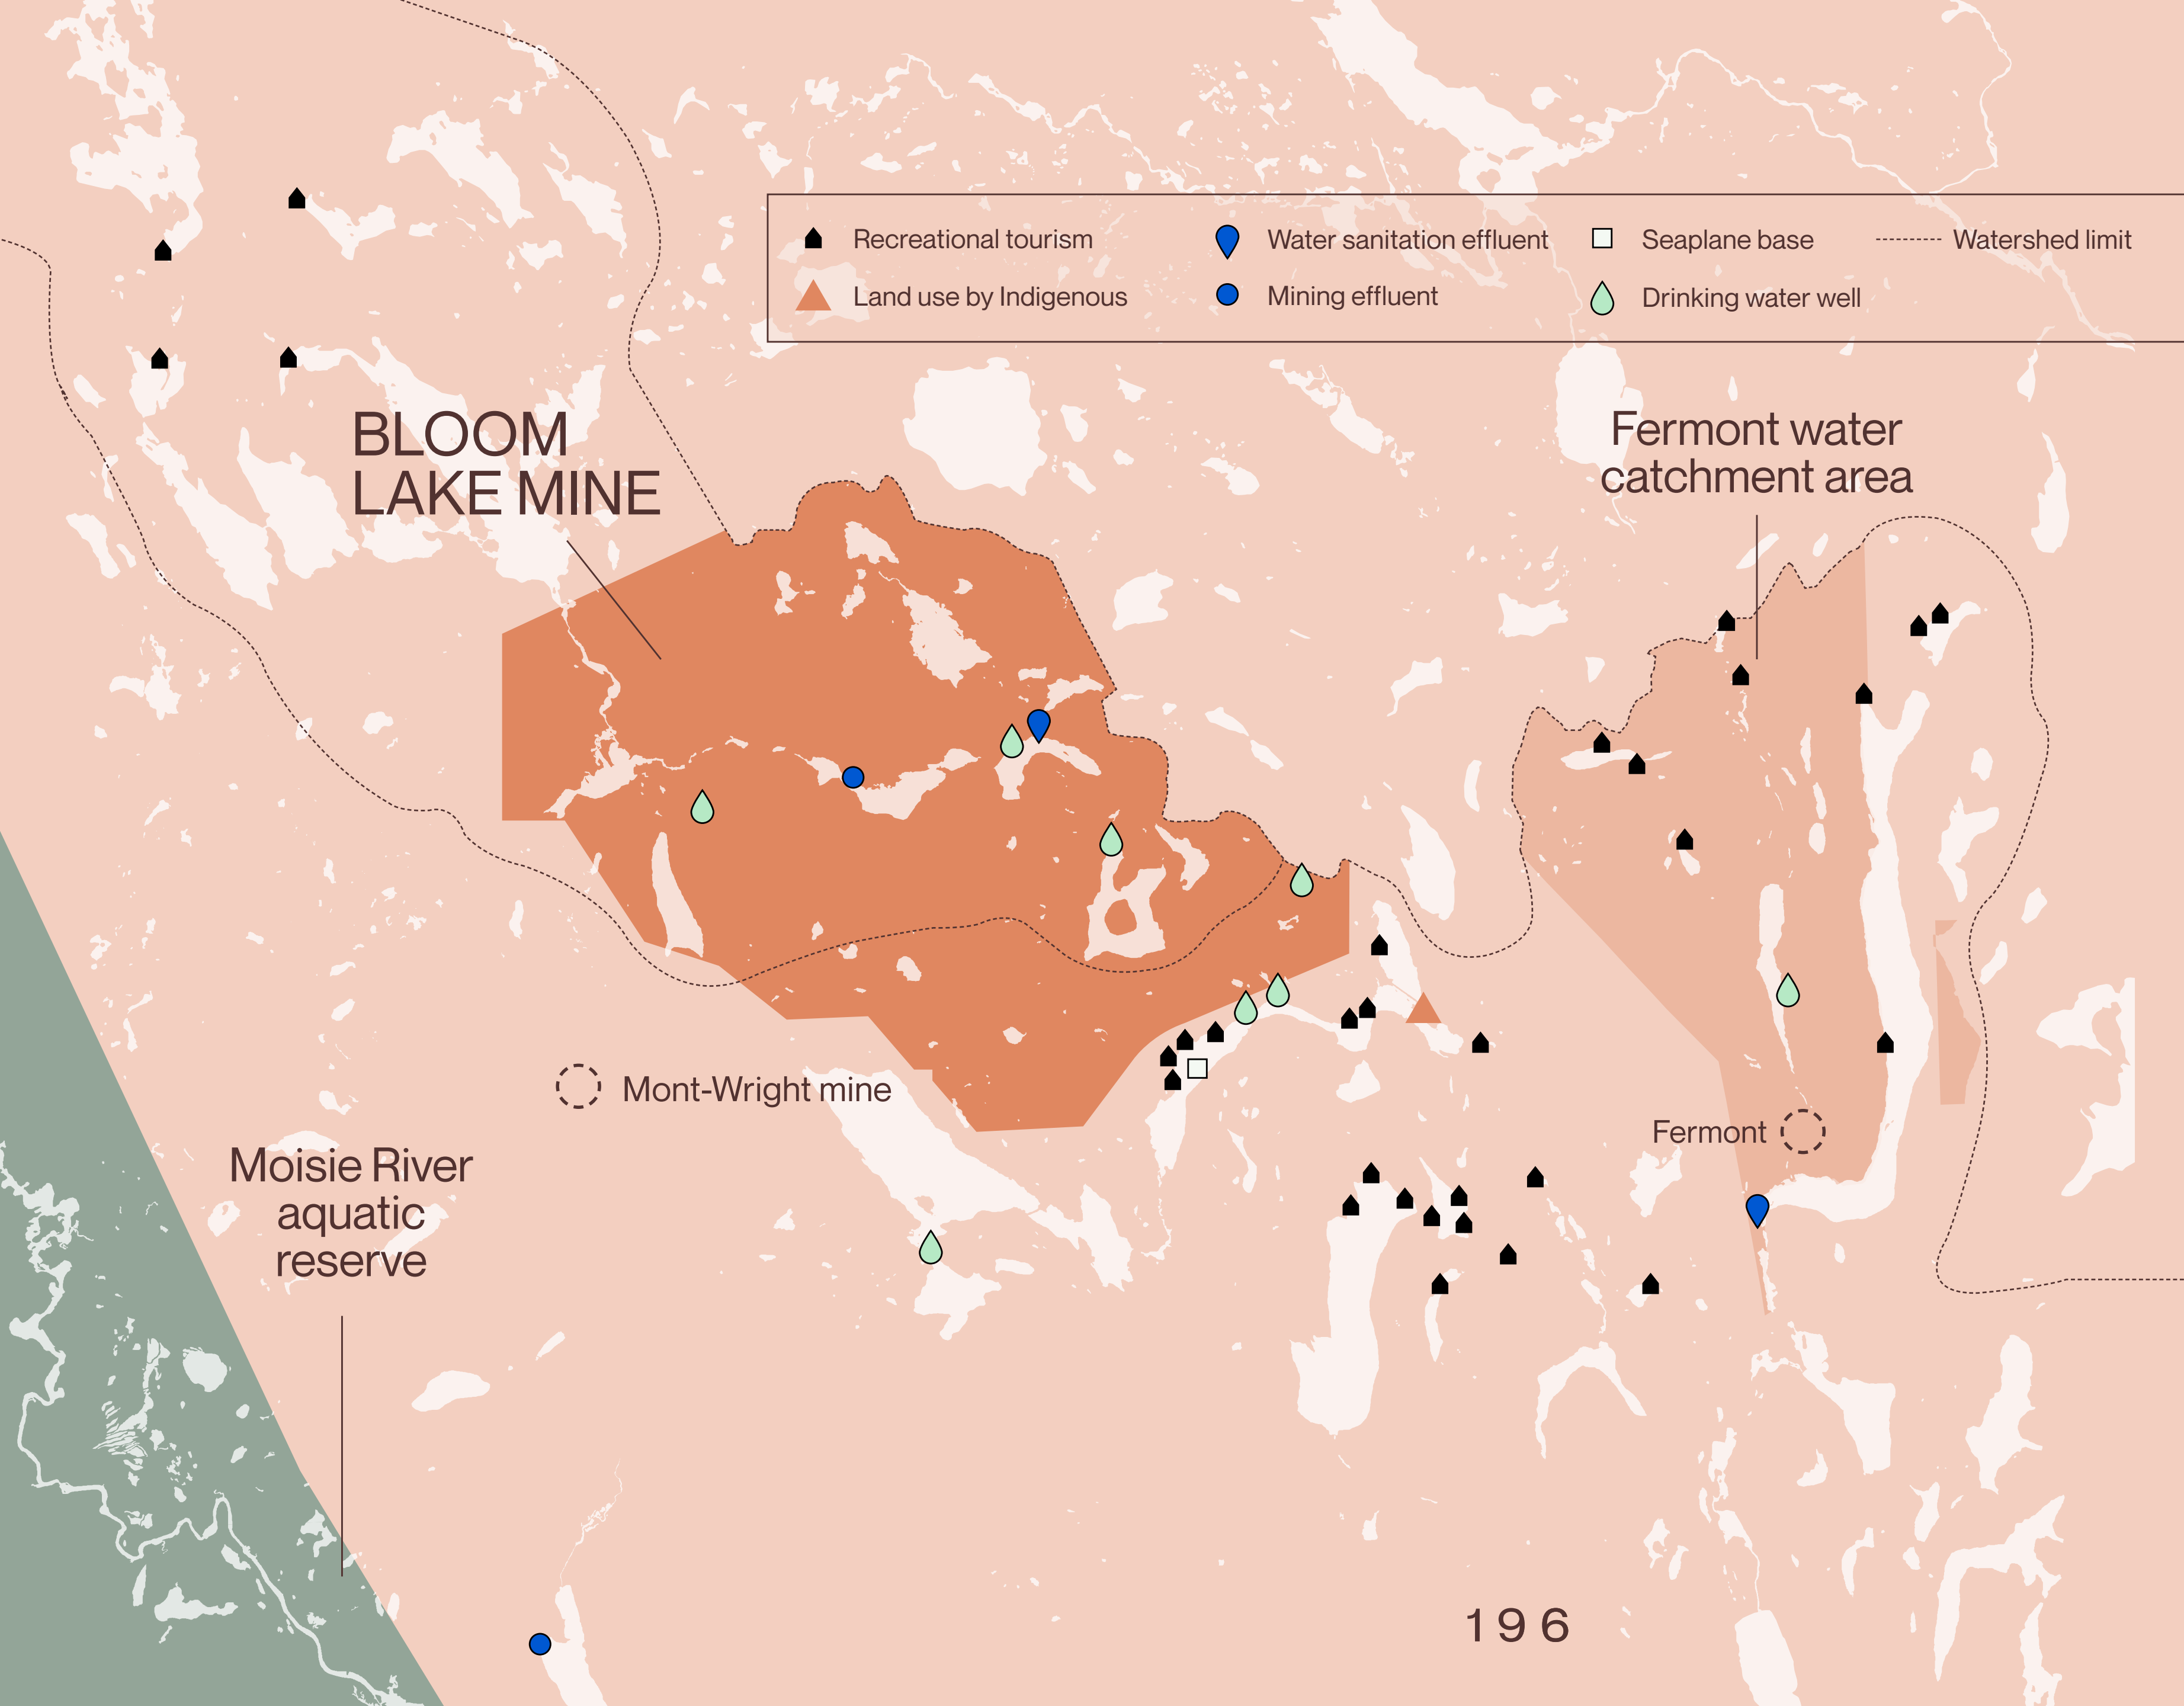 Recreational tourism
Water sanitation effluent
Seaplane base
Watershed limit
Land use by Indigenous
Mining effluent
Drinking water well
BLOOM
LAKE MINE
Fermont water
catchment area
Mont-Wright mine
Fermont
Moisie River
aquatic
reserve
196